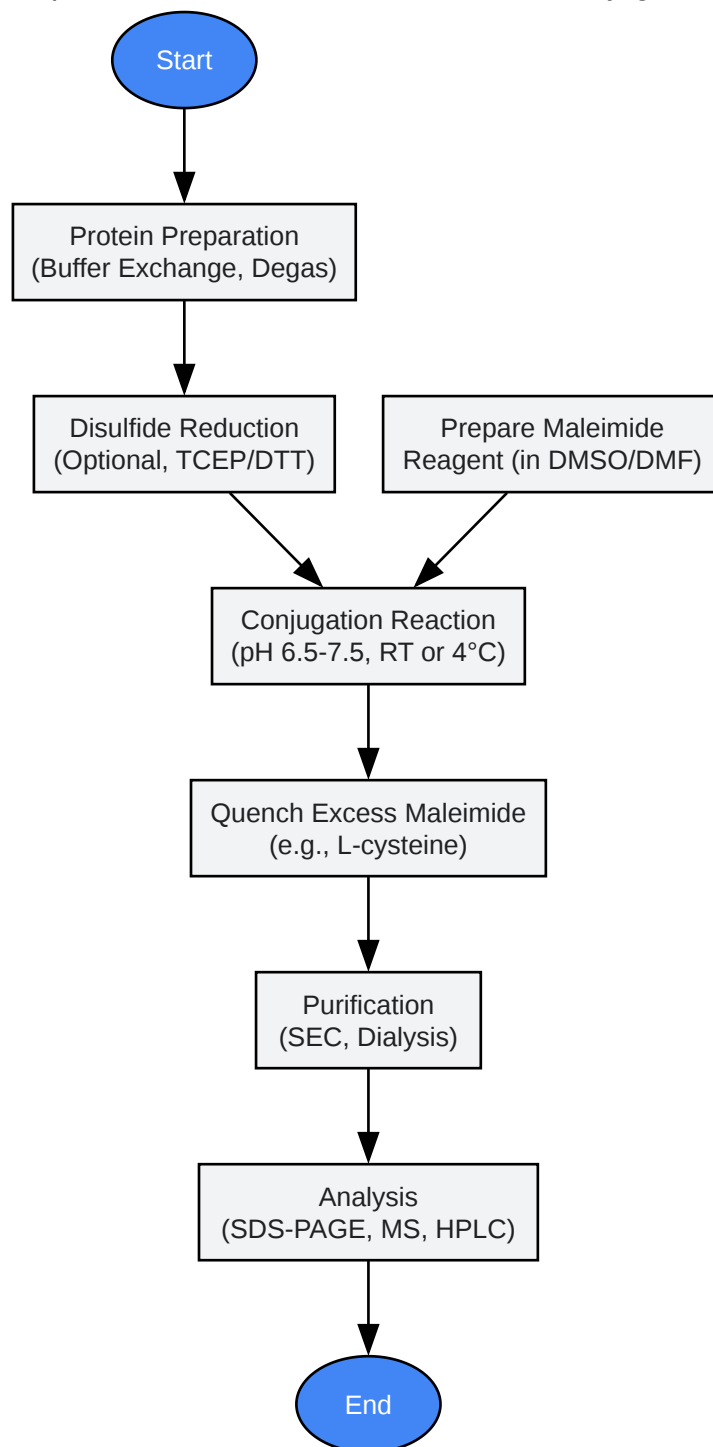 Start
Protein Preparation
(Buffer Exchange, Degas)
Disulfide Reduction
(Optional, TCEP/DTT)
Prepare Maleimide
Reagent (in DMSO/DMF)
Conjugation Reaction
(pH 6.5-7.5, RT or 4°C)
Quench Excess Maleimide
(e.g., L-cysteine)
Purification
(SEC, Dialysis)
Analysis
(SDS-PAGE, MS, HPLC)
End